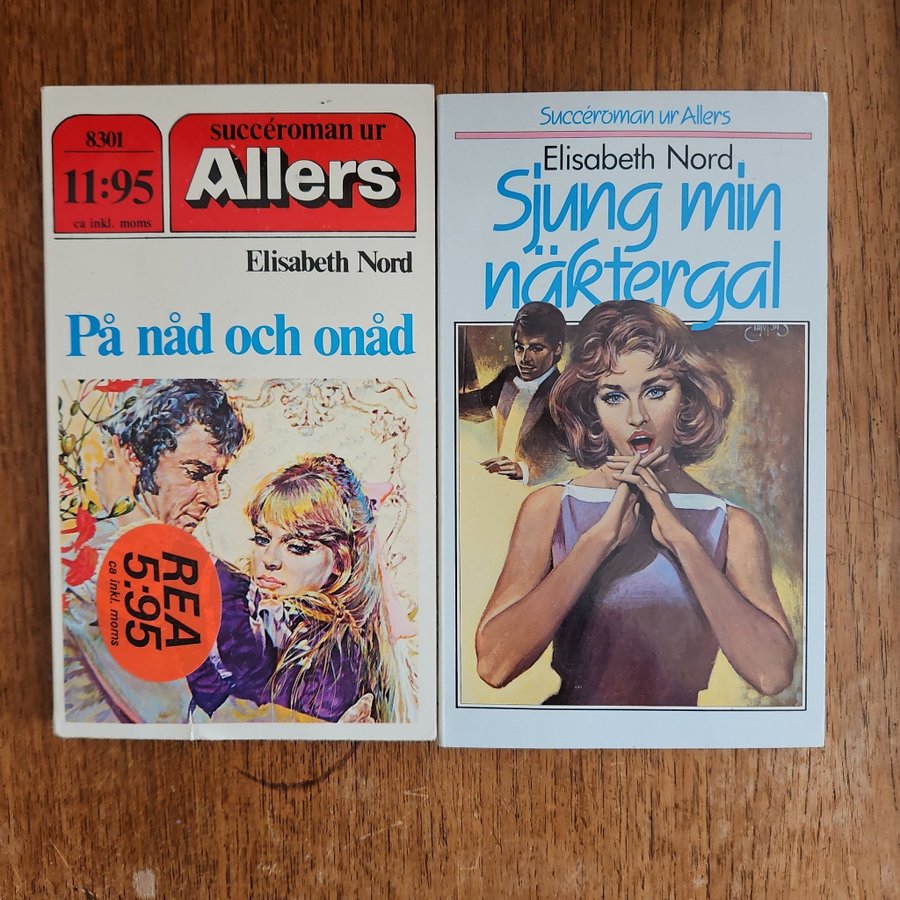 8301
11:95
ca inkl. moms
succéroman ur
Allers
Elisabeth Nord
På nåd och onåd
REA
5:95
ca inkl. moms
Succéroman ur Allers
Elisabeth Nord
Sjung min
näktergal